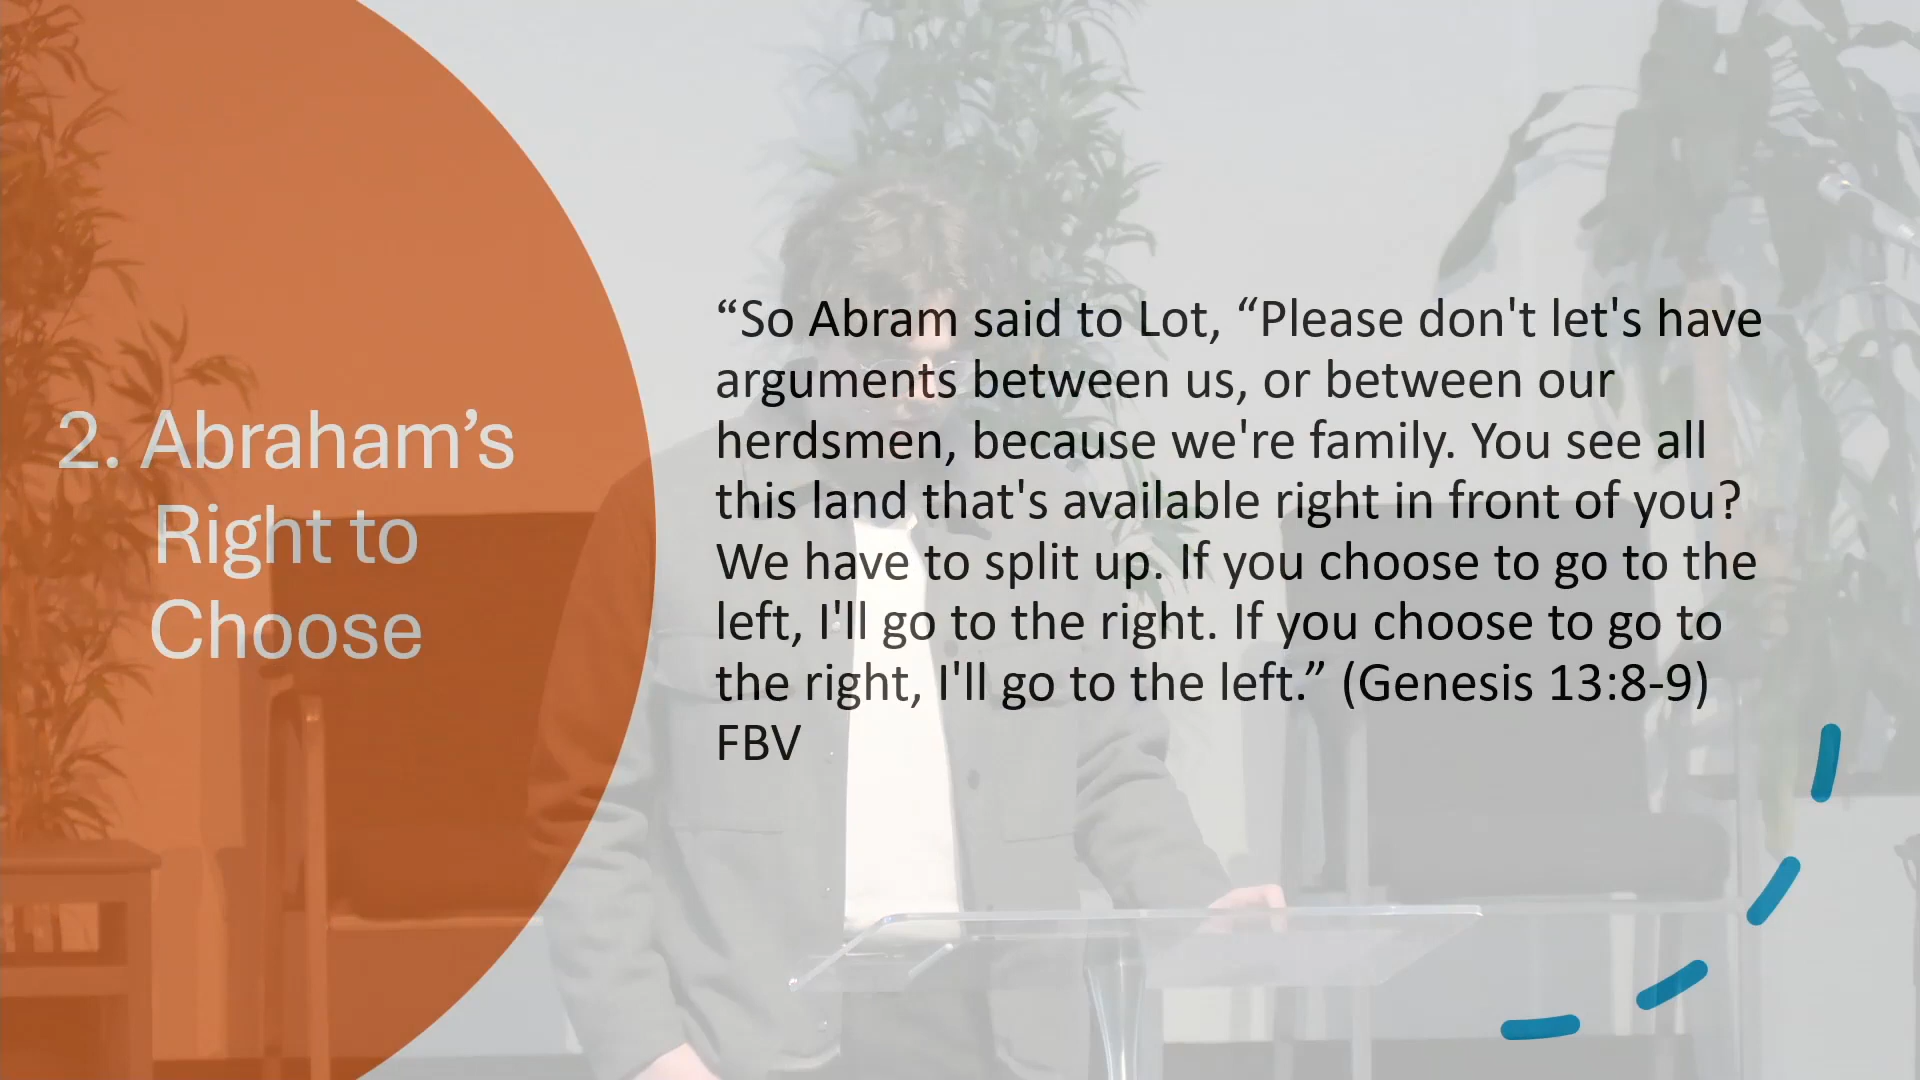 2. Abraham’s
Right to
Choose
“So Abram said to Lot, “Please don't let's have
arguments between us, or between our
herdsmen, because we're family. You see all
this land that's available right in front of you?
We have to split up. If you choose to go to the
left, I'll go to the right. If you choose to go to
the right, I'll go to the left.” (Genesis 13:8-9)
FBV